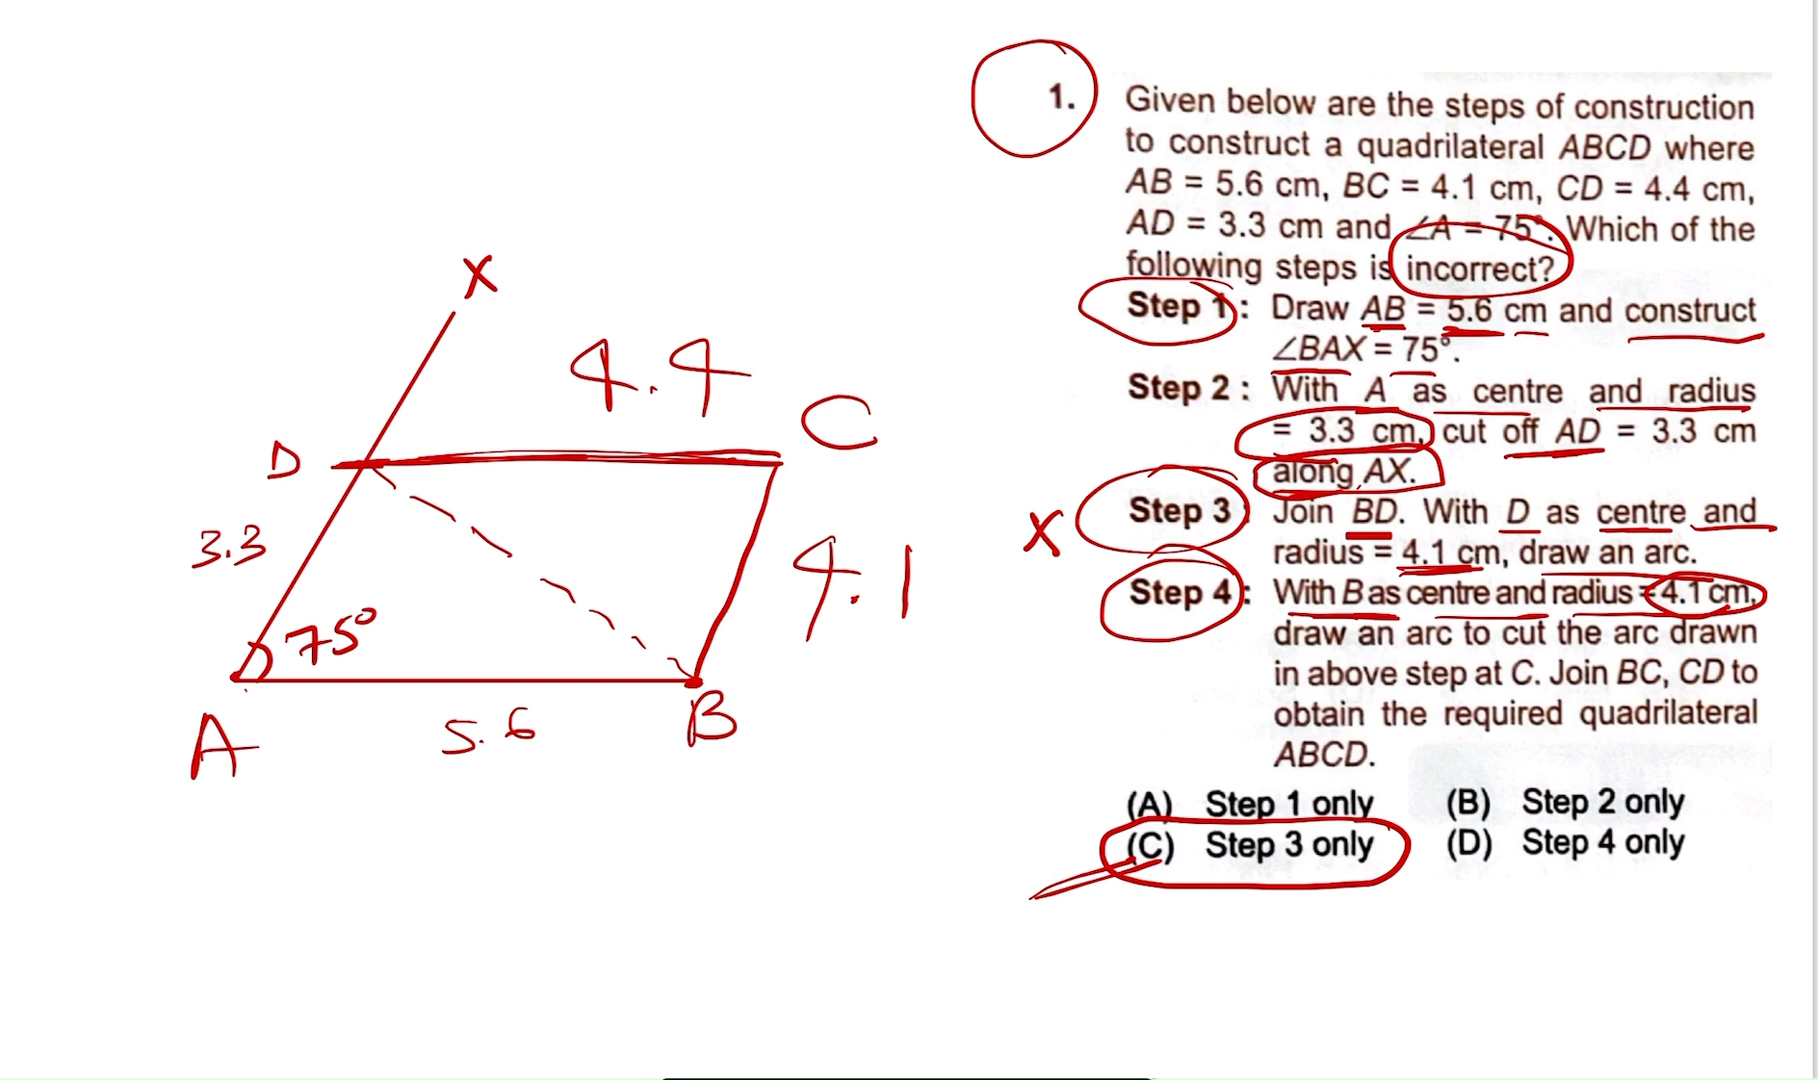 X
4.4
C
D
3.3
4.1
75°
A
5.6
B
X
1. Given below are the steps of construction
to construct a quadrilateral ABCD where
AB = 5.6 cm, BC = 4.1 cm, CD = 4.4 cm,
AD = 3.3 cm and ∠A = 75°. Which of the
following steps is incorrect?
Step 1 : Draw AB = 5.6 cm and construct
∠BAX = 75°.
Step 2 : With A as centre and radius
= 3.3 cm, cut off AD = 3.3 cm
along AX.
Step 3 Join BD. With D as centre and
radius = 4.1 cm, draw an arc.
Step 4 : With B as centre and radius = 4.1 cm,
draw an arc to cut the arc drawn
in above step at C. Join BC, CD to
obtain the required quadrilateral
ABCD.
(A) Step 1 only (B) Step 2 only
(C) Step 3 only (D) Step 4 only